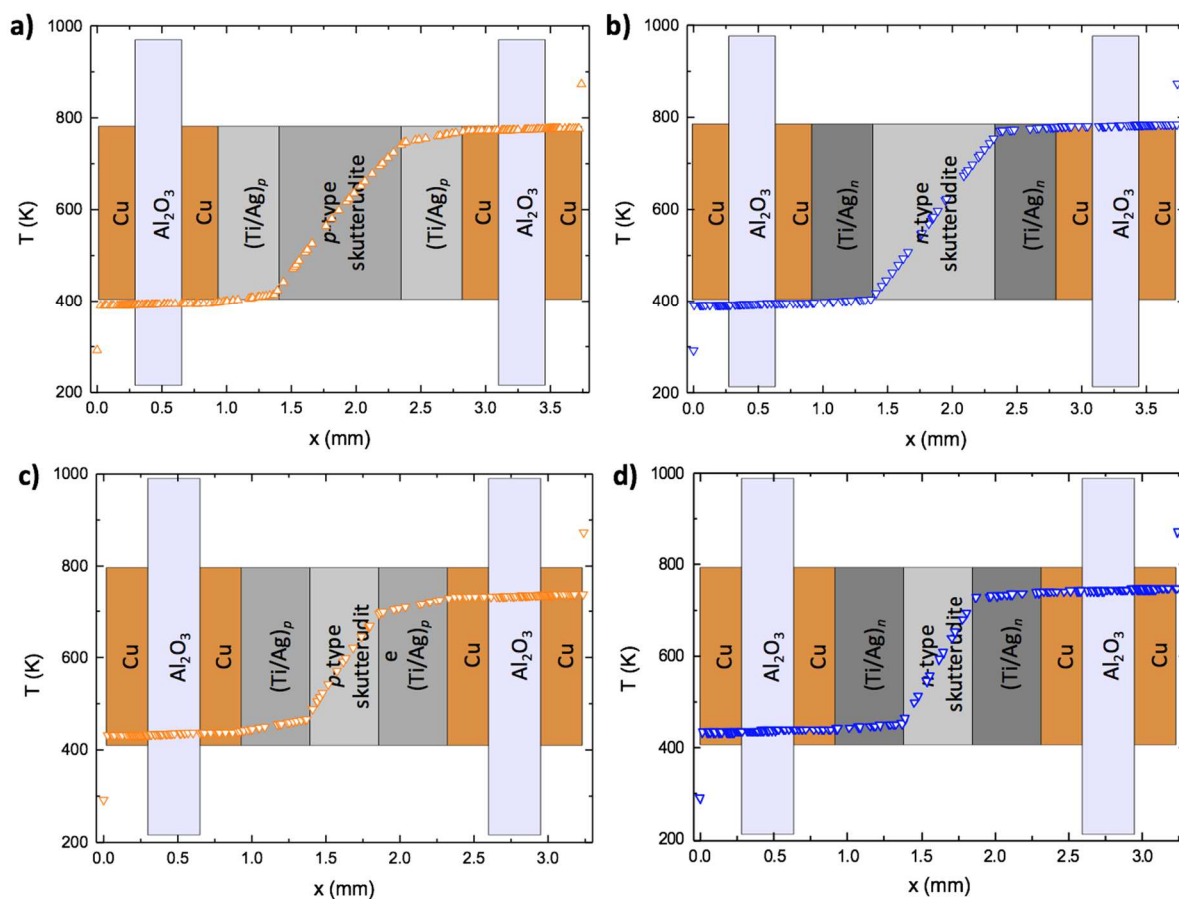 a)
1000
800
600
400
200
T (K)
Cu
Al2O3
Cu
(Ti/Ag)p
p-type
skutterudite
(Ti/Ag)p
Cu
Al2O3
Cu
0.0 0.5 1.0 1.5 2.0 2.5 3.0 3.5
x (mm)
b)
1000
800
600
400
200
T (K)
Cu
Al2O3
Cu
(Ti/Ag)n
n-type
skutterudite
(Ti/Ag)n
Cu
Al2O3
Cu
0.0 0.5 1.0 1.5 2.0 2.5 3.0 3.5
x (mm)
c)
1000
800
600
400
200
T (K)
Cu
Al2O3
Cu
(Ti/Ag)p
p-type
skutterudit
e
(Ti/Ag)p
Cu
Al2O3
Cu
0.0 0.5 1.0 1.5 2.0 2.5 3.0
x (mm)
d)
1000
800
600
400
200
T (K)
Cu
Al2O3
Cu
(Ti/Ag)n
n-type
skutterudite
(Ti/Ag)n
Cu
Al2O3
Cu
0.0 0.5 1.0 1.5 2.0 2.5 3.0
x (mm)